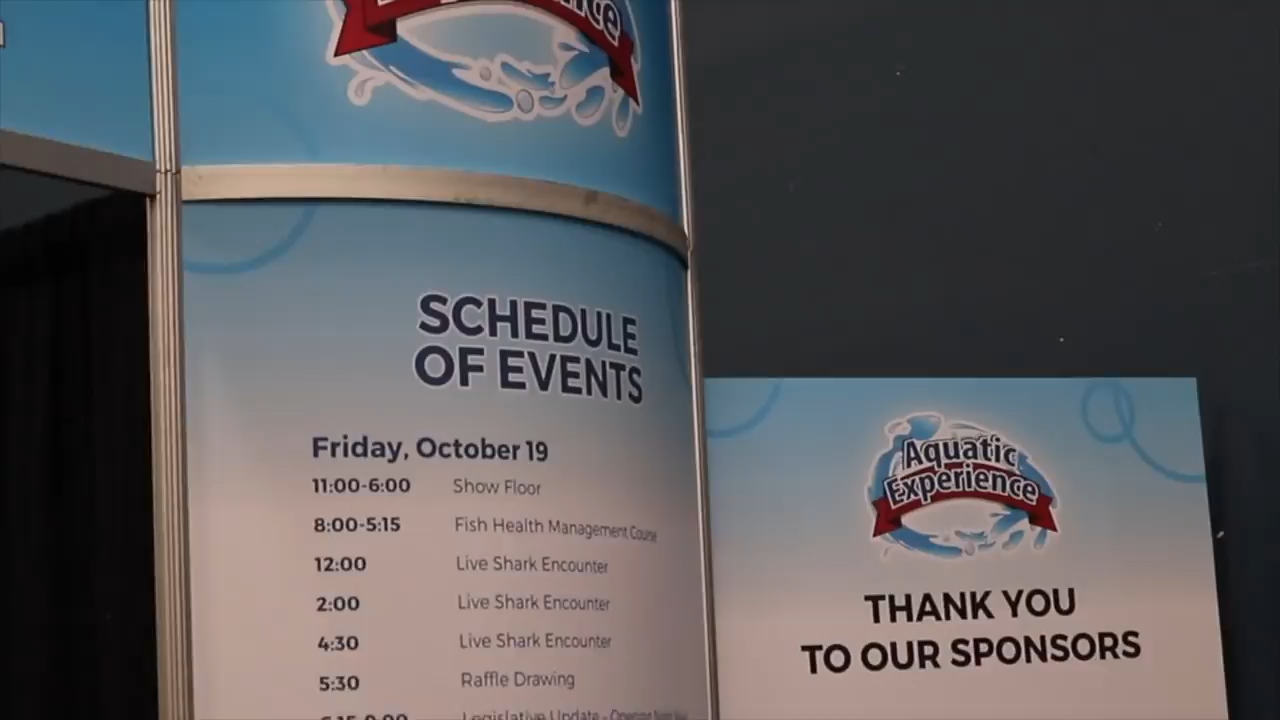 SCHEDULE
OF EVENTS
Friday, October 19
11:00-6:00 Show Floor
8:00-5:15 Fish Health Management Course
12:00 Live Shark Encounter
2:00 Live Shark Encounter
4:30 Live Shark Encounter
5:30 Raffle Drawing
Legislative Update -
Aquatic
Experience
THANK YOU
TO OUR SPONSORS